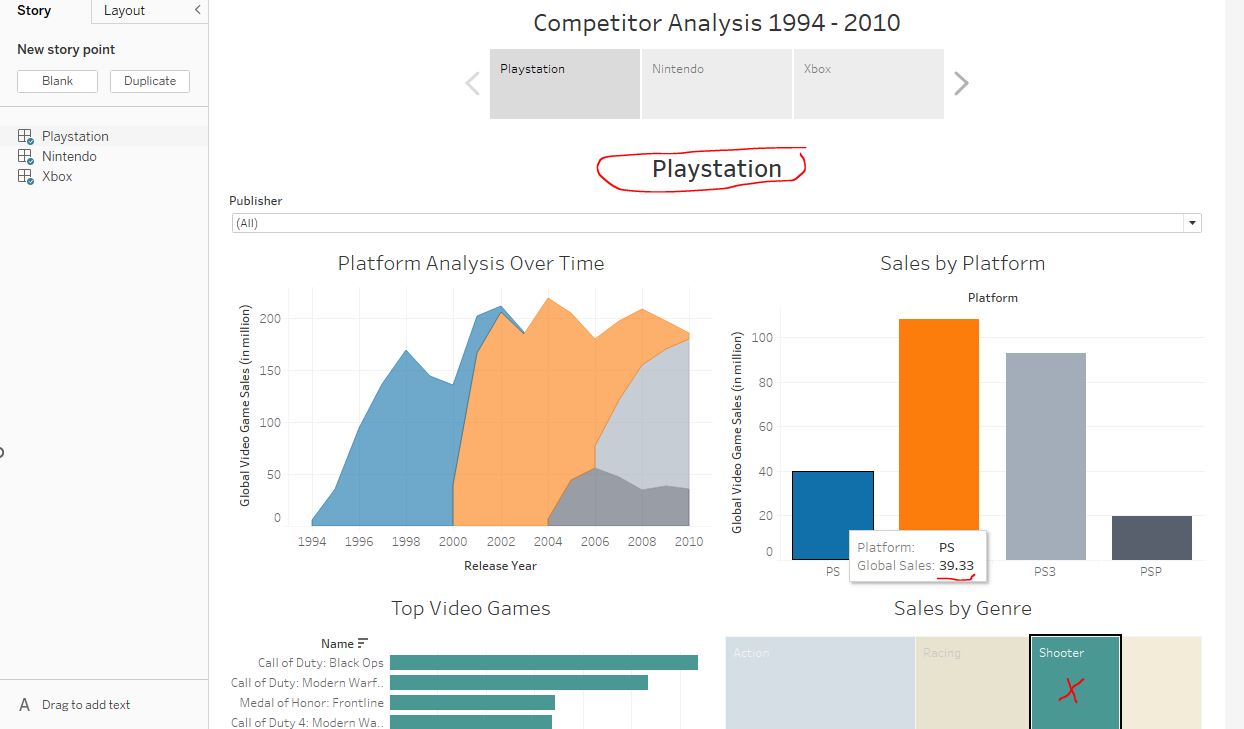 Story
Layout
New story point
Blank
Duplicate
Playstation
Nintendo
Xbox
Drag to add text
Competitor Analysis 1994 - 2010
Playstation
Nintendo
Xbox
Playstation
Publisher
(All)
Platform Analysis Over Time
Global Video Game Sales (in million)
200
150
100
50
0
1994 1996 1998 2000 2002 2004 2006 2008 2010
Release Year
Sales by Platform
Platform
Global Video Game Sales (in million)
100
80
60
40
20
0
PS PS3 PSP
Platform: PS
Global Sales: 39.33
Top Video Games
Name
Call of Duty: Black Ops
Call of Duty: Modern Warf..
Medal of Honor: Frontline
Call of Duty 4: Modern Wa..
Sales by Genre
Action
Racing
Shooter
X